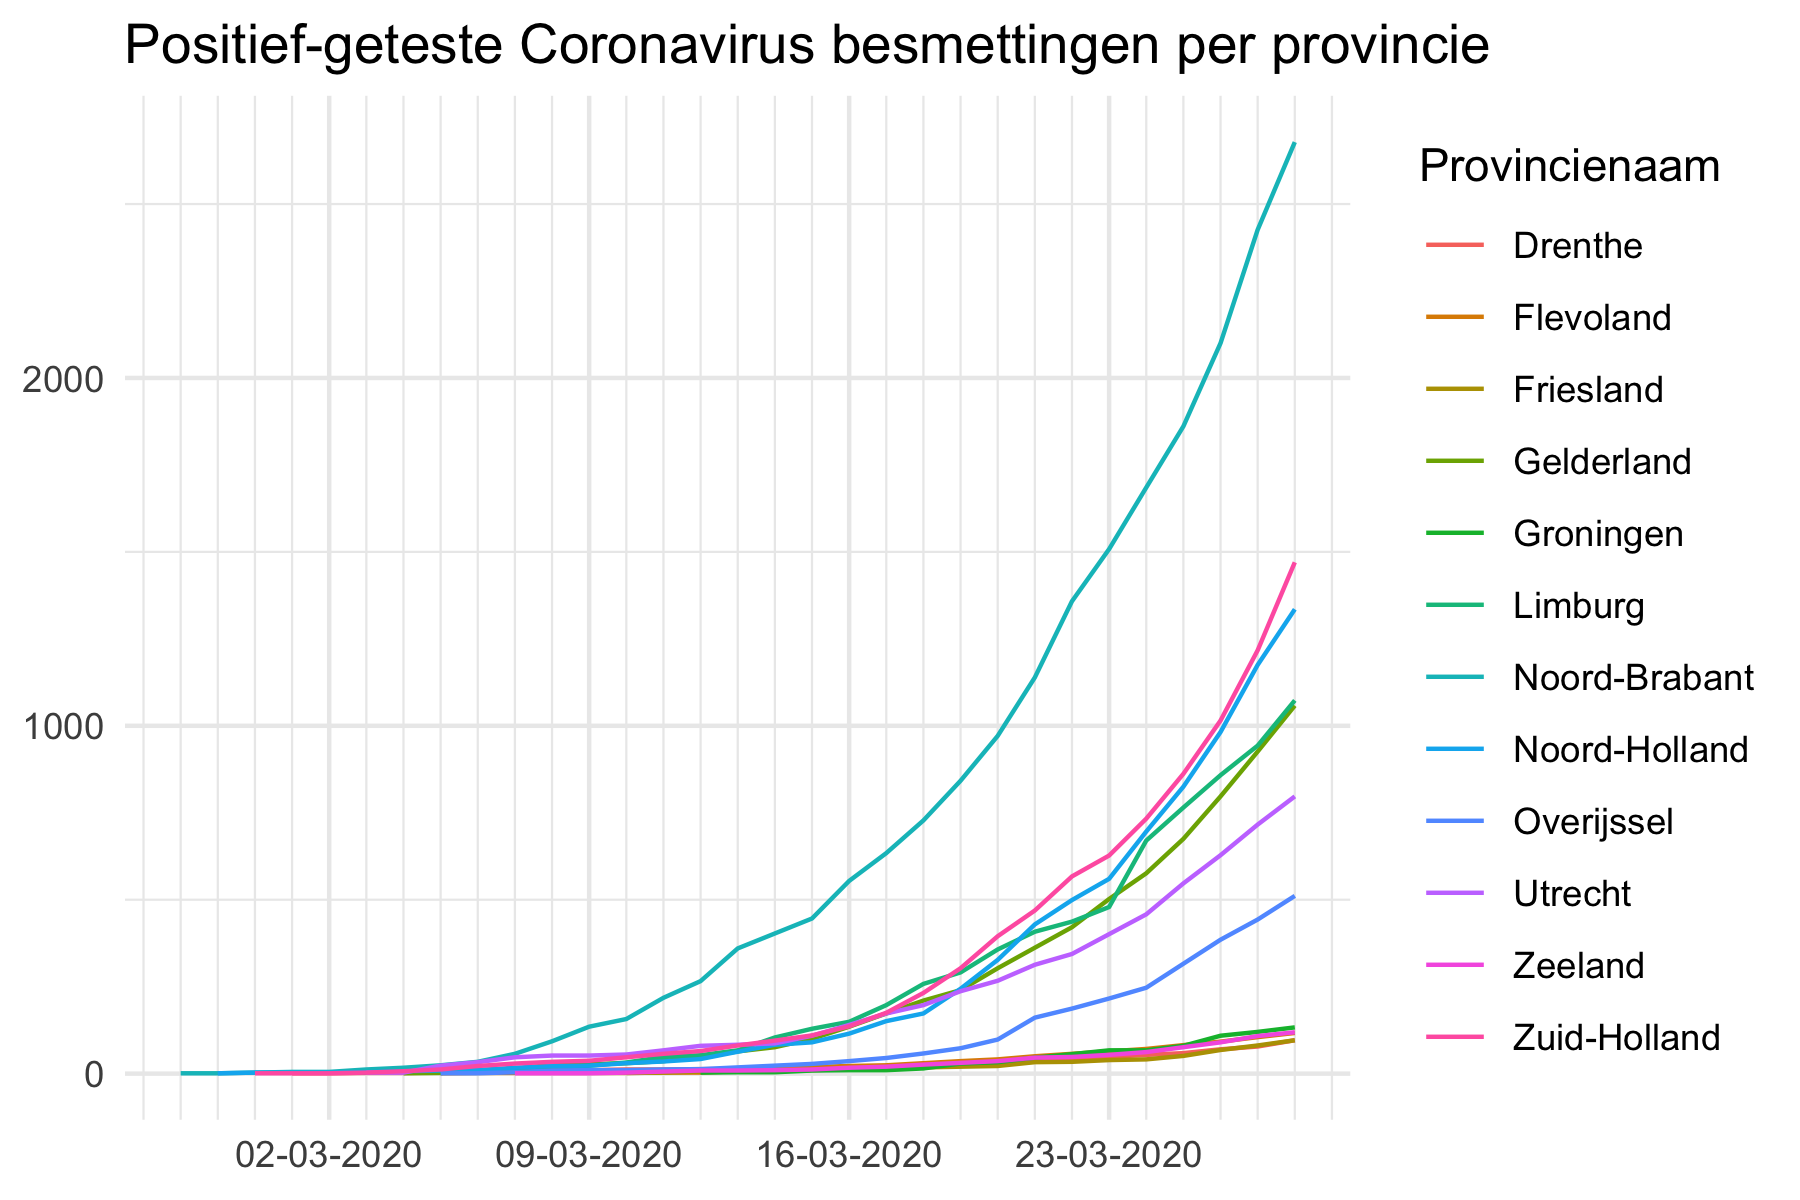 Positief-geteste Coronavirus besmettingen per provincie
2000
1000
0
02-03-2020 09-03-2020 16-03-2020 23-03-2020
Provincienaam
Drenthe
Flevoland
Friesland
Gelderland
Groningen
Limburg
Noord-Brabant
Noord-Holland
Overijssel
Utrecht
Zeeland
Zuid-Holland